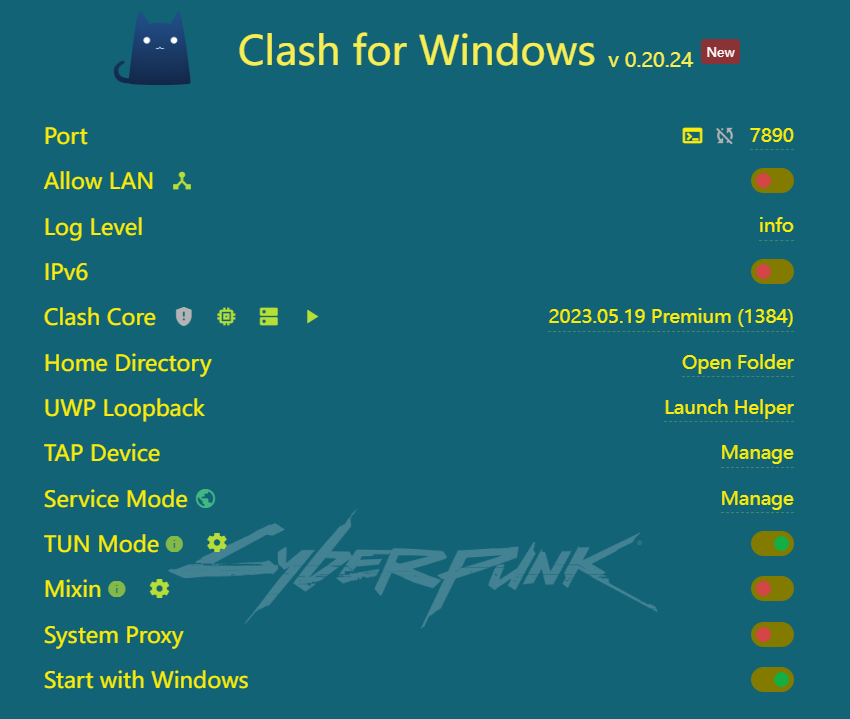 Clash for Windows v 0.20.24 New
Port 7890
Allow LAN
Log Level info
IPv6
Clash Core 2023.05.19 Premium (1384)
Home Directory Open Folder
UWP Loopback Launch Helper
TAP Device Manage
Service Mode Manage
TUN Mode
CYBERPUNK
Mixin
System Proxy
Start with Windows